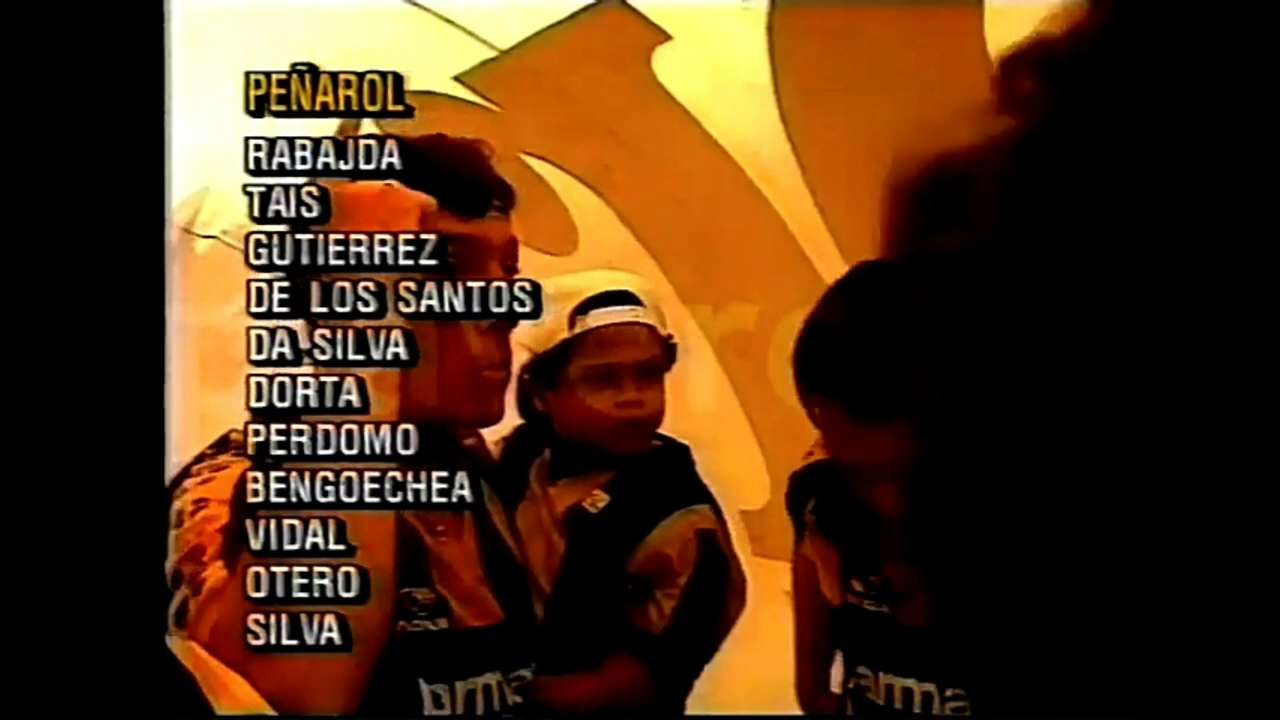 PEÑAROL
RABAJDA
TAIS
GUTIERREZ
DE LOS SANTOS
DA SILVA
DORTA
PERDOMO
BENGOECHEA
VIDAL
OTERO
SILVA